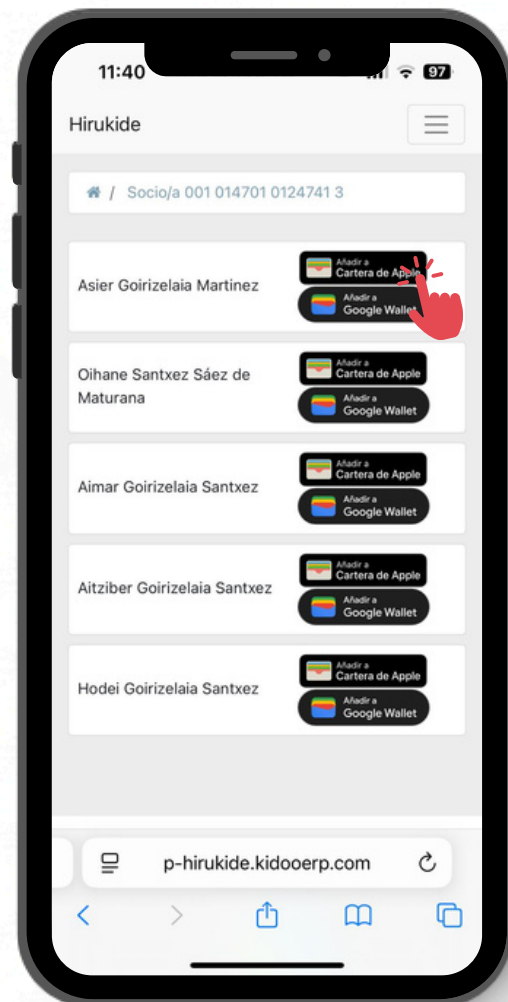 11:40
97
Hirukide
/ Socio/a 001 014701 0124741 3
Asier Goirizelaia Martinez
Añadir a
Cartera de Apple
Añadir a
Google Wallet
Oihane Santxez Sáez de
Maturana
Añadir a
Cartera de Apple
Añadir a
Google Wallet
Aimar Goirizelaia Santxez
Añadir a
Cartera de Apple
Añadir a
Google Wallet
Aitziber Goirizelaia Santxez
Añadir a
Cartera de Apple
Añadir a
Google Wallet
Hodei Goirizelaia Santxez
Añadir a
Cartera de Apple
Añadir a
Google Wallet
p-hirukide.kidooerp.com